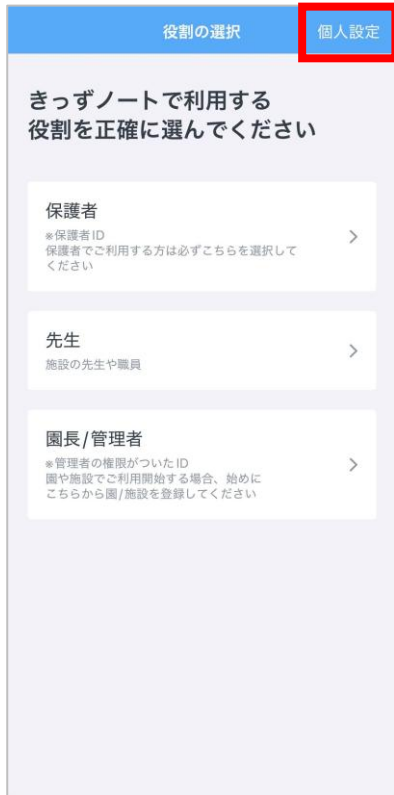 役割の選択
個人設定
きっずノートで利用する
役割を正確に選んでください
保護者
※保護者ID
保護者でご利用する方は必ずこちらを選択して
ください
先生
施設の先生や職員
園長/管理者
※管理者の権限がついたID
園や施設でご利用開始する場合、始めに
こちらから園/施設を登録してください